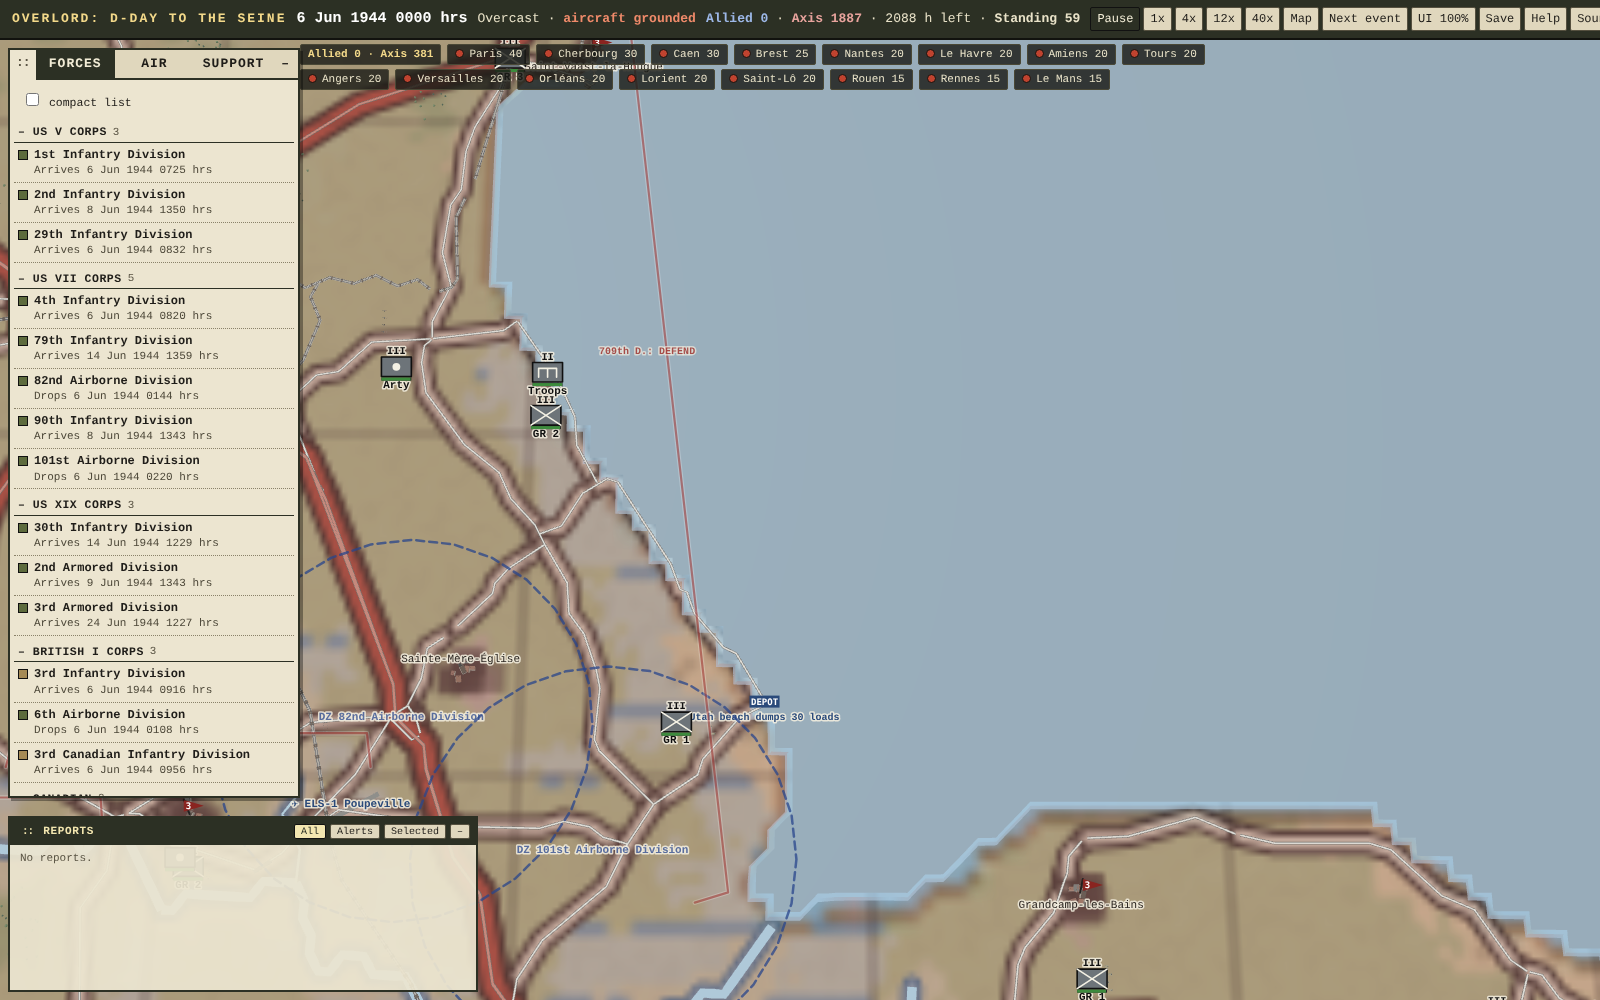 OVERLORD: D-DAY TO THE SEINE 6 Jun 1944 0000 hrs Overcast · aircraft grounded Allied 0 · Axis 1887 · 2088 h left · Standing 59 Pause 1x 4x 12x 40x Map Next event UI 100% Save Help Sou
Allied 0 · Axis 381 Paris 40 Cherbourg 30 Caen 30 Brest 25 Nantes 20 Le Havre 20 Amiens 20 Tours 20
Angers 20 Versailles 20 Orléans 20 Lorient 20 Saint-Lô 20 Rouen 15 Rennes 15 Le Mans 15
:: FORCES AIR SUPPORT –
compact list
– US V CORPS 3
1st Infantry Division
Arrives 6 Jun 1944 0725 hrs
2nd Infantry Division
Arrives 8 Jun 1944 1350 hrs
29th Infantry Division
Arrives 6 Jun 1944 0832 hrs
– US VII CORPS 5
4th Infantry Division
Arrives 6 Jun 1944 0820 hrs
79th Infantry Division
Arrives 14 Jun 1944 1359 hrs
82nd Airborne Division
Drops 6 Jun 1944 0144 hrs
90th Infantry Division
Arrives 8 Jun 1944 1343 hrs
101st Airborne Division
Drops 6 Jun 1944 0220 hrs
– US XIX CORPS 3
30th Infantry Division
Arrives 14 Jun 1944 1229 hrs
2nd Armored Division
Arrives 9 Jun 1944 1343 hrs
3rd Armored Division
Arrives 24 Jun 1944 1227 hrs
– BRITISH I CORPS 3
3rd Infantry Division
Arrives 6 Jun 1944 0916 hrs
6th Airborne Division
Drops 6 Jun 1944 0108 hrs
3rd Canadian Infantry Division
Arrives 6 Jun 1944 0956 hrs
III
Arty
II
Troops
III
GR 2
709th D.: DEFEND
Sainte-Mère-Église
DZ 82nd Airborne Division
III
GR 1
DEPOT
Utah beach dumps 30 loads
3
ELS-1 Poupeville
DZ 101st Airborne Division
3
Grandcamp-les-Bains
III
GR 1
III
:: REPORTS All Alerts Selected –
No reports.
GR 2